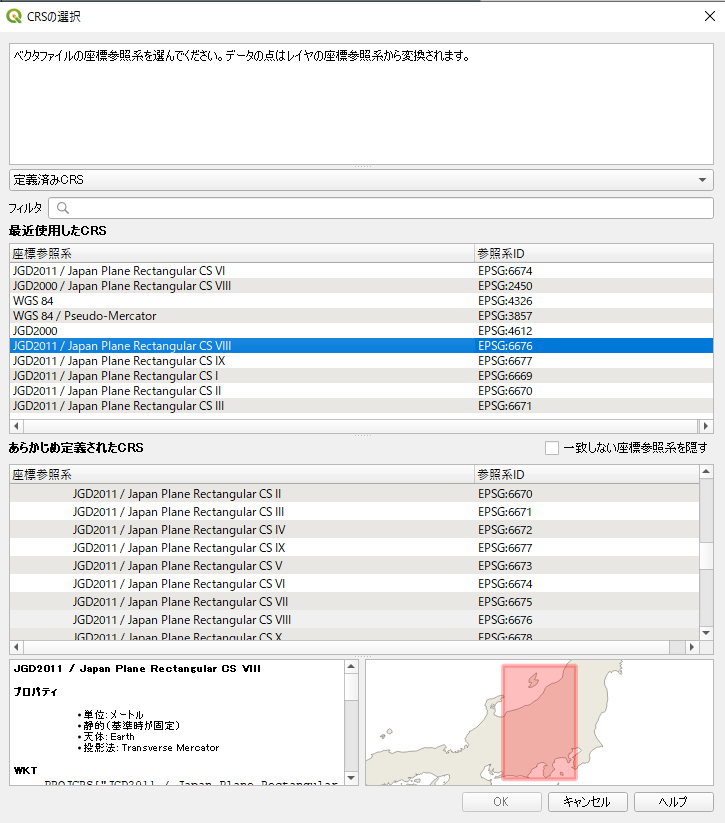 CRSの選択
ベクタファイルの座標参照系を選んでください。データの点はレイヤの座標参照系から変換されます。
定義済みCRS
フィルタ
最近使用したCRS
座標参照系 参照系ID
JGD2011 / Japan Plane Rectangular CS VI EPSG:6674
JGD2000 / Japan Plane Rectangular CS VIII EPSG:2450
WGS 84 EPSG:4326
WGS 84 / Pseudo-Mercator EPSG:3857
JGD2000 EPSG:4612
JGD2011 / Japan Plane Rectangular CS VIII EPSG:6676
JGD2011 / Japan Plane Rectangular CS IX EPSG:6677
JGD2011 / Japan Plane Rectangular CS I EPSG:6669
JGD2011 / Japan Plane Rectangular CS II EPSG:6670
JGD2011 / Japan Plane Rectangular CS III EPSG:6671
あらかじめ定義されたCRS 一致しない座標参照系を隠す
座標参照系 参照系ID
JGD2011 / Japan Plane Rectangular CS II EPSG:6670
JGD2011 / Japan Plane Rectangular CS III EPSG:6671
JGD2011 / Japan Plane Rectangular CS IV EPSG:6672
JGD2011 / Japan Plane Rectangular CS IX EPSG:6677
JGD2011 / Japan Plane Rectangular CS V EPSG:6673
JGD2011 / Japan Plane Rectangular CS VI EPSG:6674
JGD2011 / Japan Plane Rectangular CS VII EPSG:6675
JGD2011 / Japan Plane Rectangular CS VIII EPSG:6676
JGD2011 / Japan Plane Rectangular CS X EPSG:6678
JGD2011 / Japan Plane Rectangular CS VIII
プロパティ
• 単位: メートル
• 静的（基準時が固定）
• 天体: Earth
• 投影法: Transverse Mercator
WKT
PROJCRS["JGD2011 / Japan Plane Rectangular
OK キャンセル ヘルプ